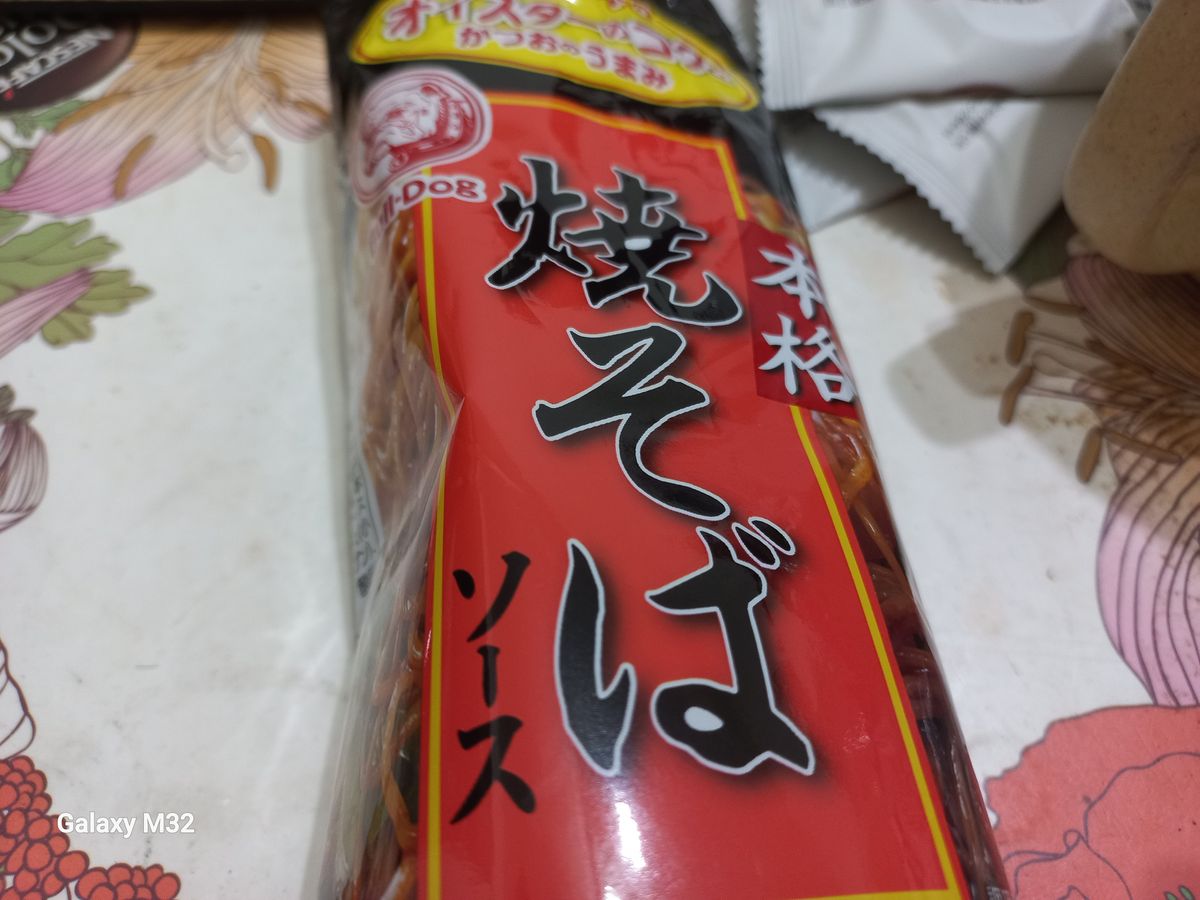 オイスターのコク
かつおのうまみ
ll-Dog
本格
焼そば
ソース
NESCAFÉ
Galaxy M32